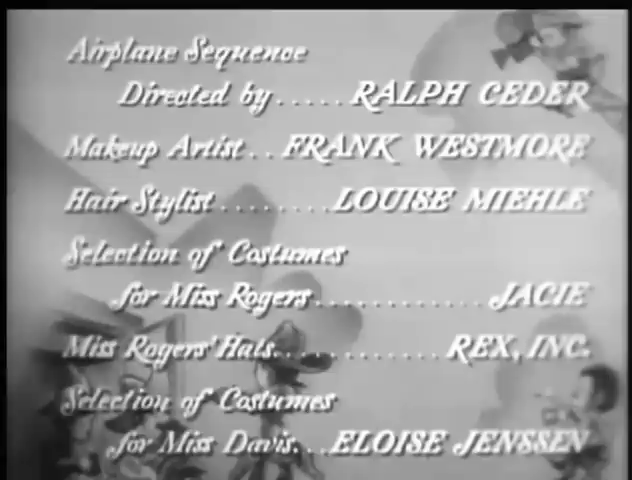 Airplane Sequence
Directed by ..... RALPH CEDER
Makeup Artist .. FRANK WESTMORE
Hair Stylist ........ LOUISE MIEHLE
Selection of Costumes
for Miss Rogers ............ JACIE
Miss Rogers' Hats ............ REX, INC.
Selection of Costumes
for Miss Davis... ELOISE JENSSEN